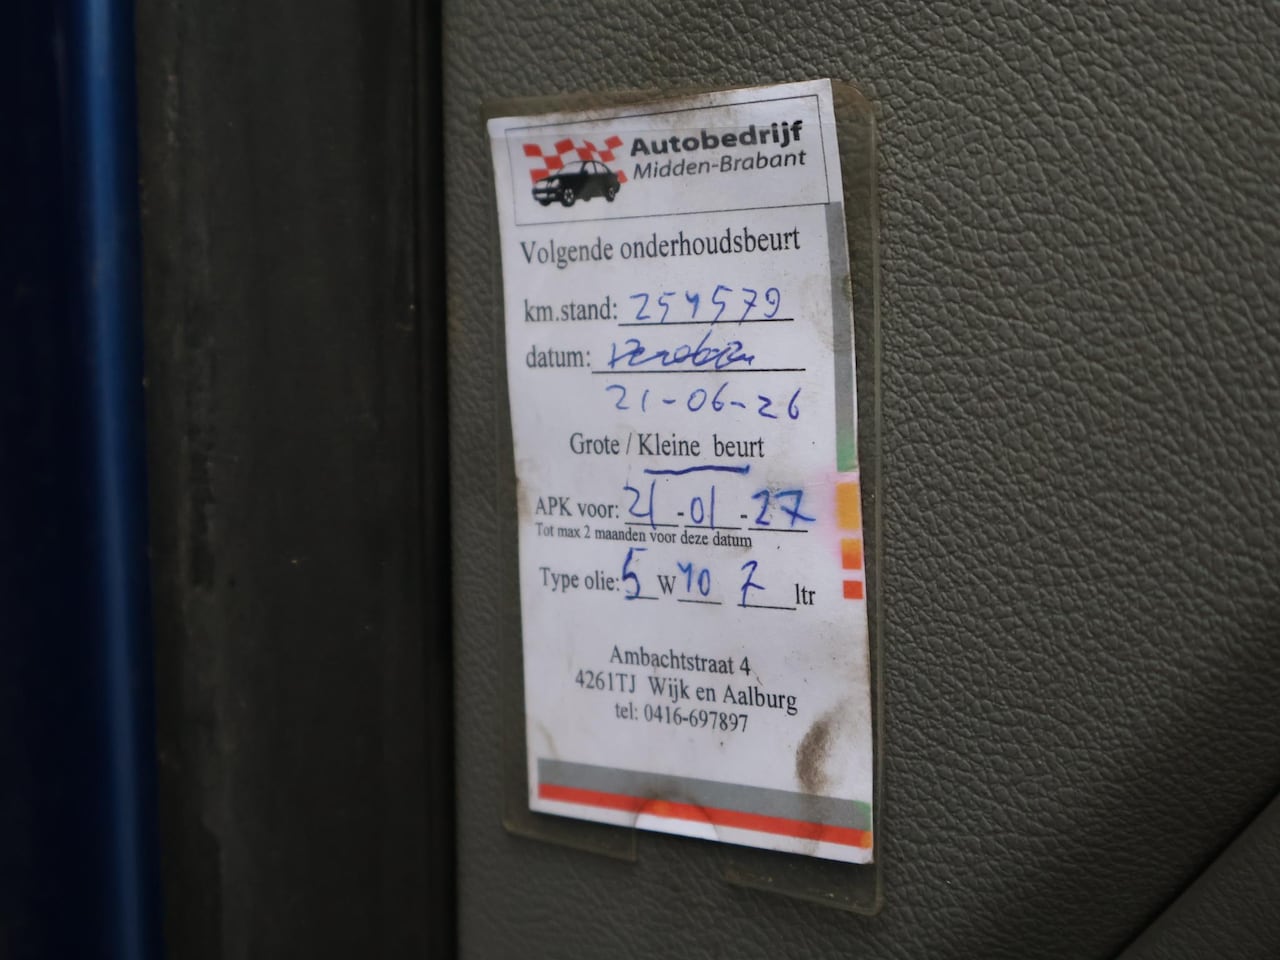 Autobedrijf
Midden-Brabant
Volgende onderhoudsbeurt
km.stand: 254579
datum:
21-06-26
Grote / Kleine beurt
APK voor: 21-01-27
Tot max 2 maanden voor deze datum
Type olie: 5 W 40 7 ltr
Ambachtstraat 4
4261TJ Wijk en Aalburg
tel: 0416-697897